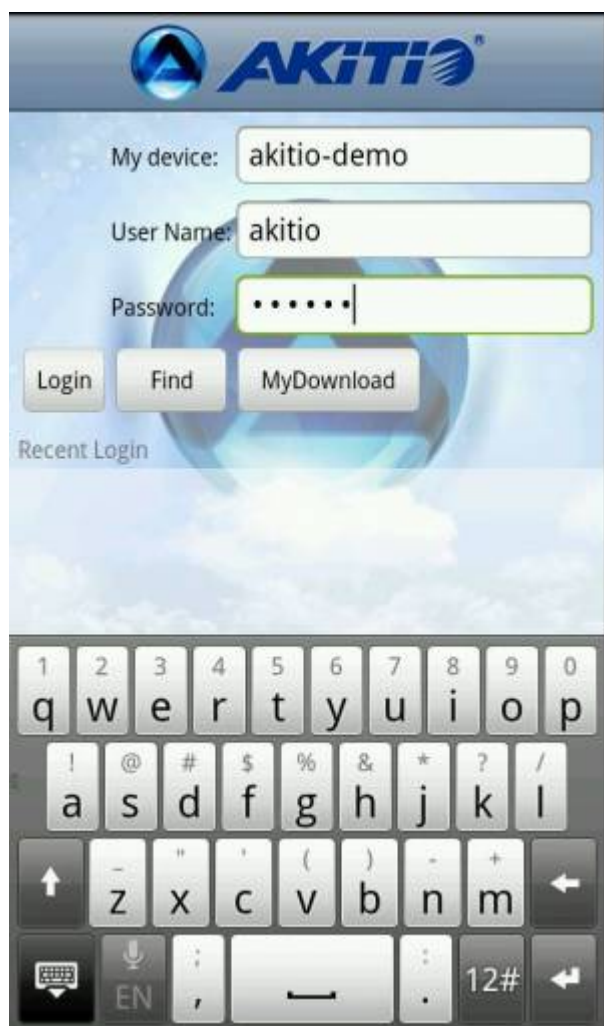 AKiTiO®
My device: akitio-demo
User Name: akitio
Password: ••••••
Login Find MyDownload
Recent Login
1 2 3 4 5 6 7 8 9 0
q w e r t y u i o p
! @ # $ % & * ? /
a s d f g h j k l
_ " ' ( ) - +
z x c v b n m
; :
EN , . 12#